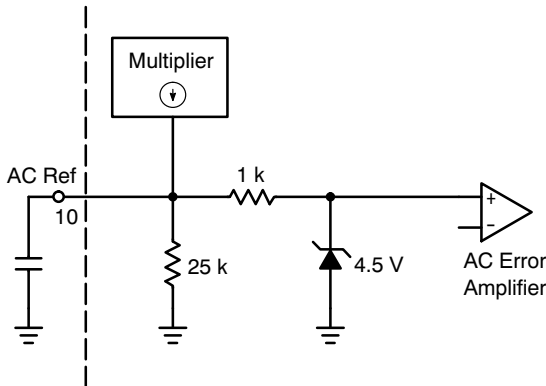 Multiplier
AC Ref
10
1 k
+
-
25 k
4.5 V
AC Error
Amplifier